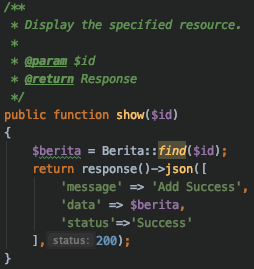 /**
 * Display the specified resource.
 *
 * @param $id
 * @return Response
 */
public function show($id)
{
    $berita = Berita::find($id);
    return response()->json([
        'message' => 'Add Success',
        'data' => $berita,
        'status'=>'Success'
    ], status: 200);
}